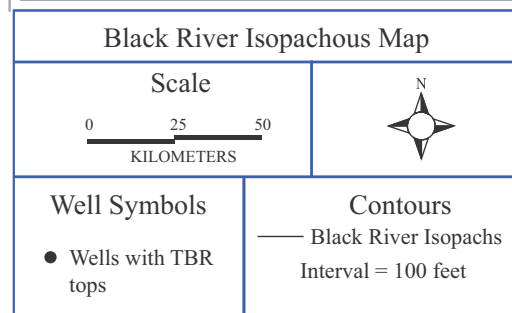 Black River Isopachous Map
Scale
0 25 50
KILOMETERS
N
Well Symbols
Wells with TBR
tops
Contours
Black River Isopachs
Interval = 100 feet